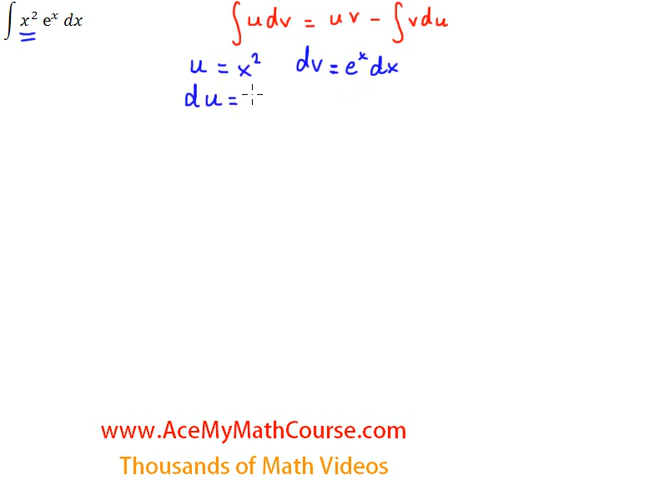 ∫ x² eˣ dx
∫udv = uv - ∫vdu
u = x² dv = eˣdx
du =
www.AceMyMathCourse.com
Thousands of Math Videos